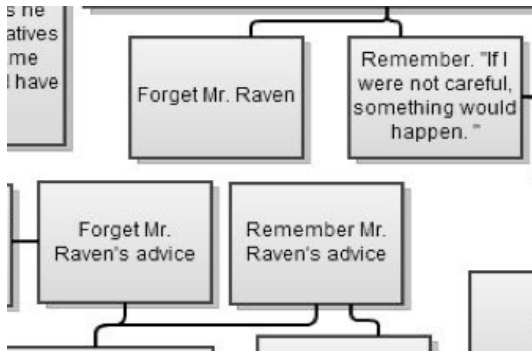 s he
atives
me
have
Forget Mr. Raven
Remember. "If I
were not careful,
something would
happen. "
Forget Mr.
Raven's advice
Remember Mr.
Raven's advice